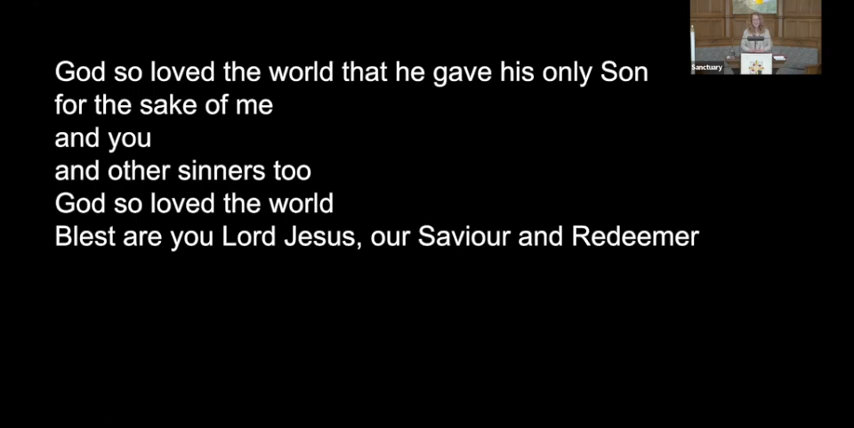 God so loved the world that he gave his only Son
for the sake of me
and you
and other sinners too
God so loved the world
Blest are you Lord Jesus, our Saviour and Redeemer
Sanctuary